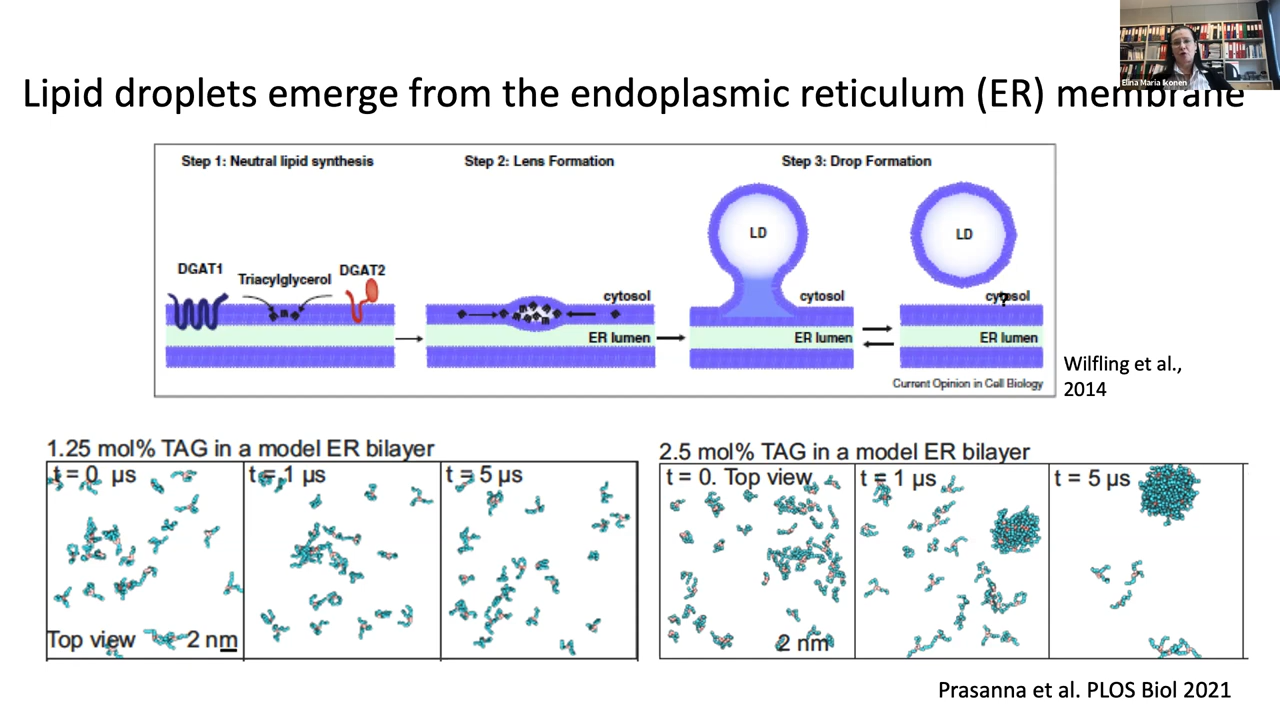 Elina Maria Ikonen
Lipid droplets emerge from the endoplasmic reticulum (ER) membrane
Step 1: Neutral lipid synthesis
Step 2: Lens Formation
Step 3: Drop Formation
LD
LD
DGAT1
Triacylglycerol
DGAT2
cytosol
cytosol
cytosol
?
ER lumen
ER lumen
ER lumen
Current Opinion in Cell Biology
Wilfling et al.,
2014
1.25 mol% TAG in a model ER bilayer
t = 0 µs
t = 1 µs
t = 5 µs
Top view
2 nm
2.5 mol% TAG in a model ER bilayer
t = 0. Top view
t = 1 µs
t = 5 µs
2 nm
Prasanna et al. PLOS Biol 2021